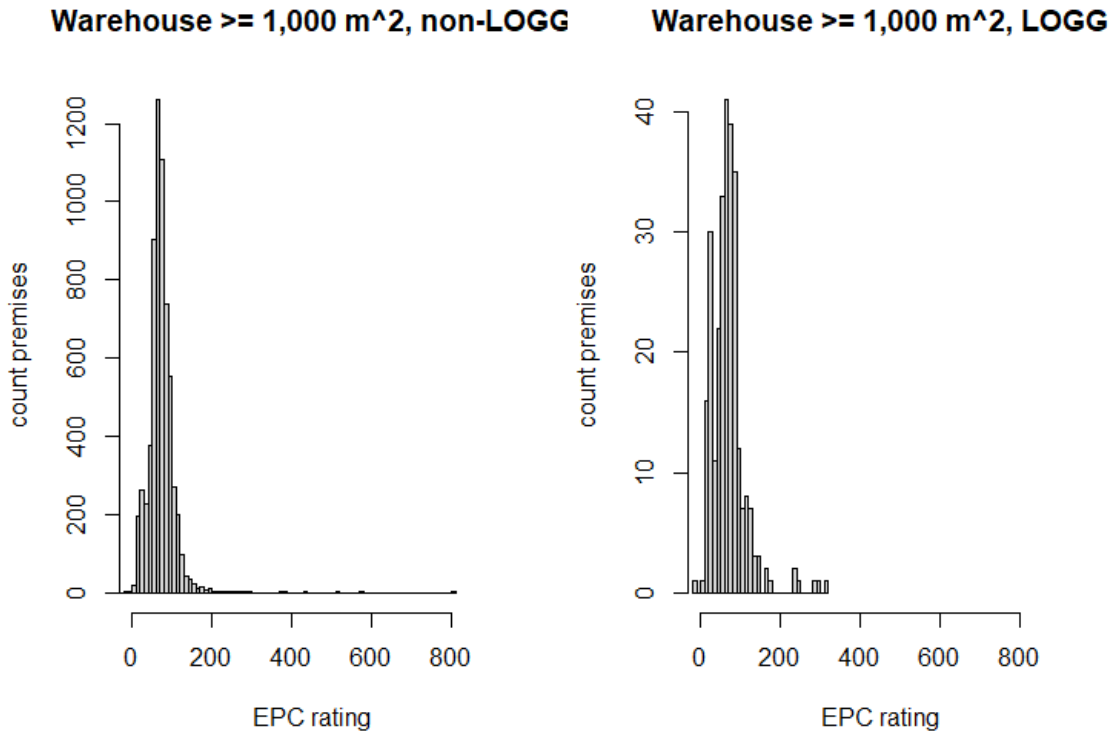 Warehouse >= 1,000 m^2, non-LOGG
count premises
1200
1000
800
600
400
200
0
0 200 400 600 800
EPC rating
Warehouse >= 1,000 m^2, LOGG
count premises
40
30
20
10
0
0 200 400 600 800
EPC rating